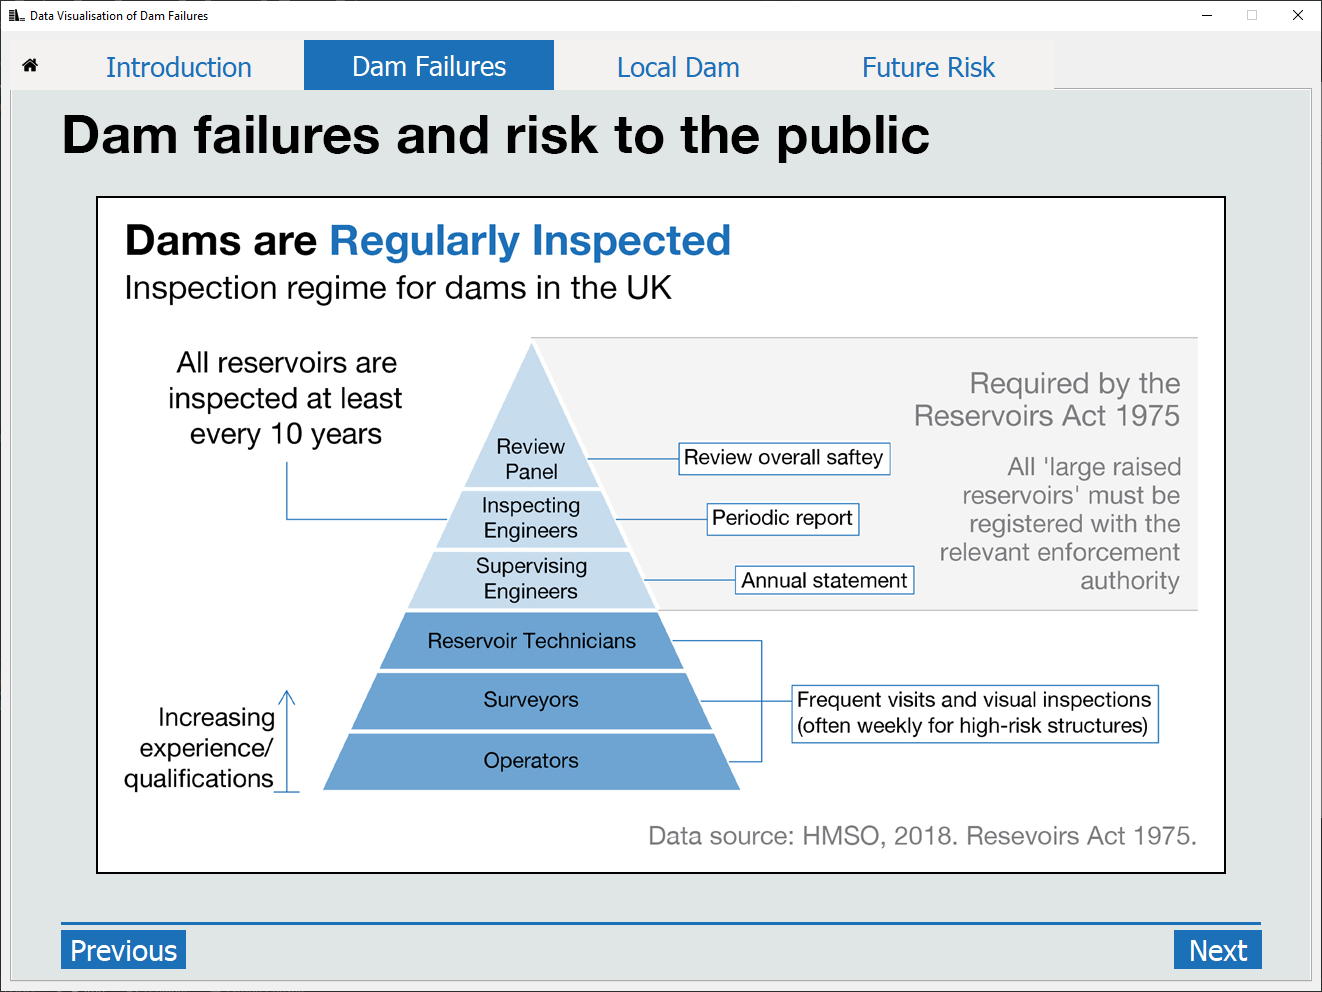 Data Visualisation of Dam Failures
Introduction
Dam Failures
Local Dam
Future Risk
Dam failures and risk to the public
Dams are Regularly Inspected
Inspection regime for dams in the UK
All reservoirs are
inspected at least
every 10 years
Review
Panel
Inspecting
Engineers
Supervising
Engineers
Reservoir Technicians
Surveyors
Operators
Review overall saftey
Periodic report
Annual statement
Required by the
Reservoirs Act 1975
All 'large raised
reservoirs' must be
registered with the
relevant enforcement
authority
Frequent visits and visual inspections
(often weekly for high-risk structures)
Increasing
experience/
qualifications
Data source: HMSO, 2018. Resevoirs Act 1975.
Previous
Next